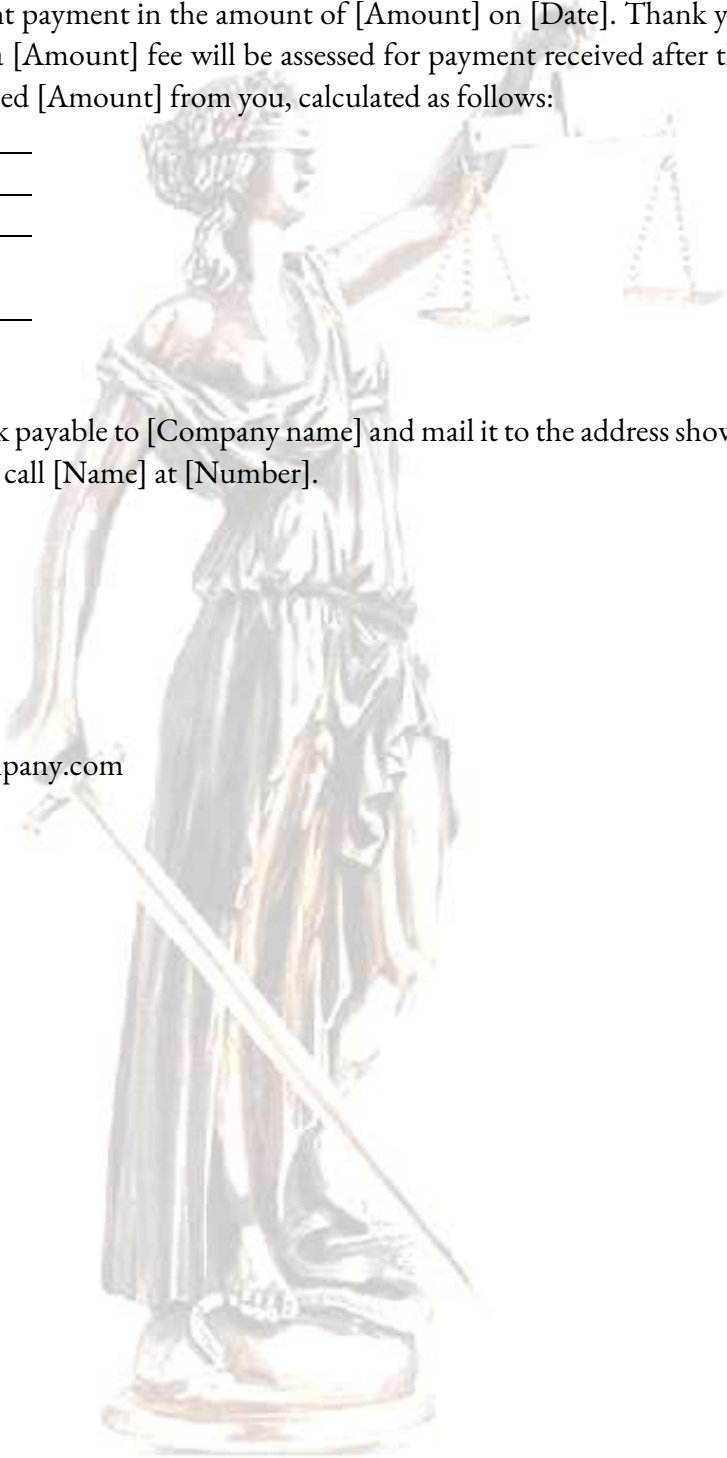 nt payment in the amount of [Amount] on [Date]. Thank y
a [Amount] fee will be assessed for payment received after t
ed [Amount] from you, calculated as follows:
k payable to [Company name] and mail it to the address show
call [Name] at [Number].
mpany.com